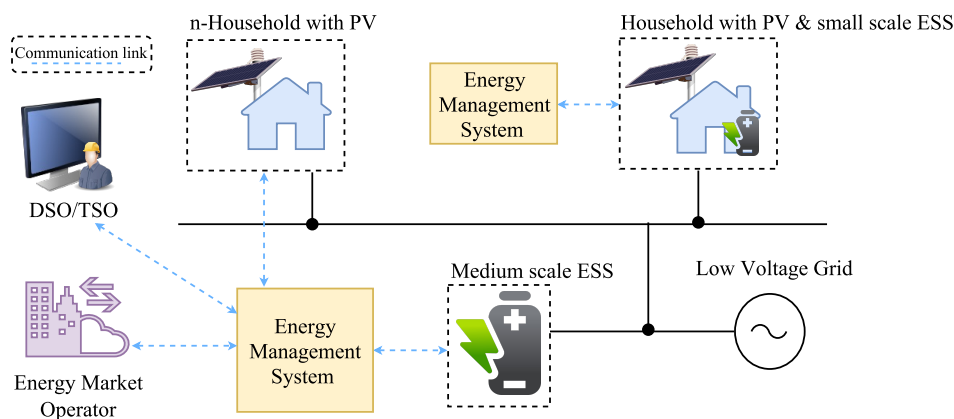 n-Household with PV
Household with PV & small scale ESS
Communication link
Energy
Management
System
DSO/TSO
Medium scale ESS
Low Voltage Grid
Energy
Management
System
Energy Market
Operator